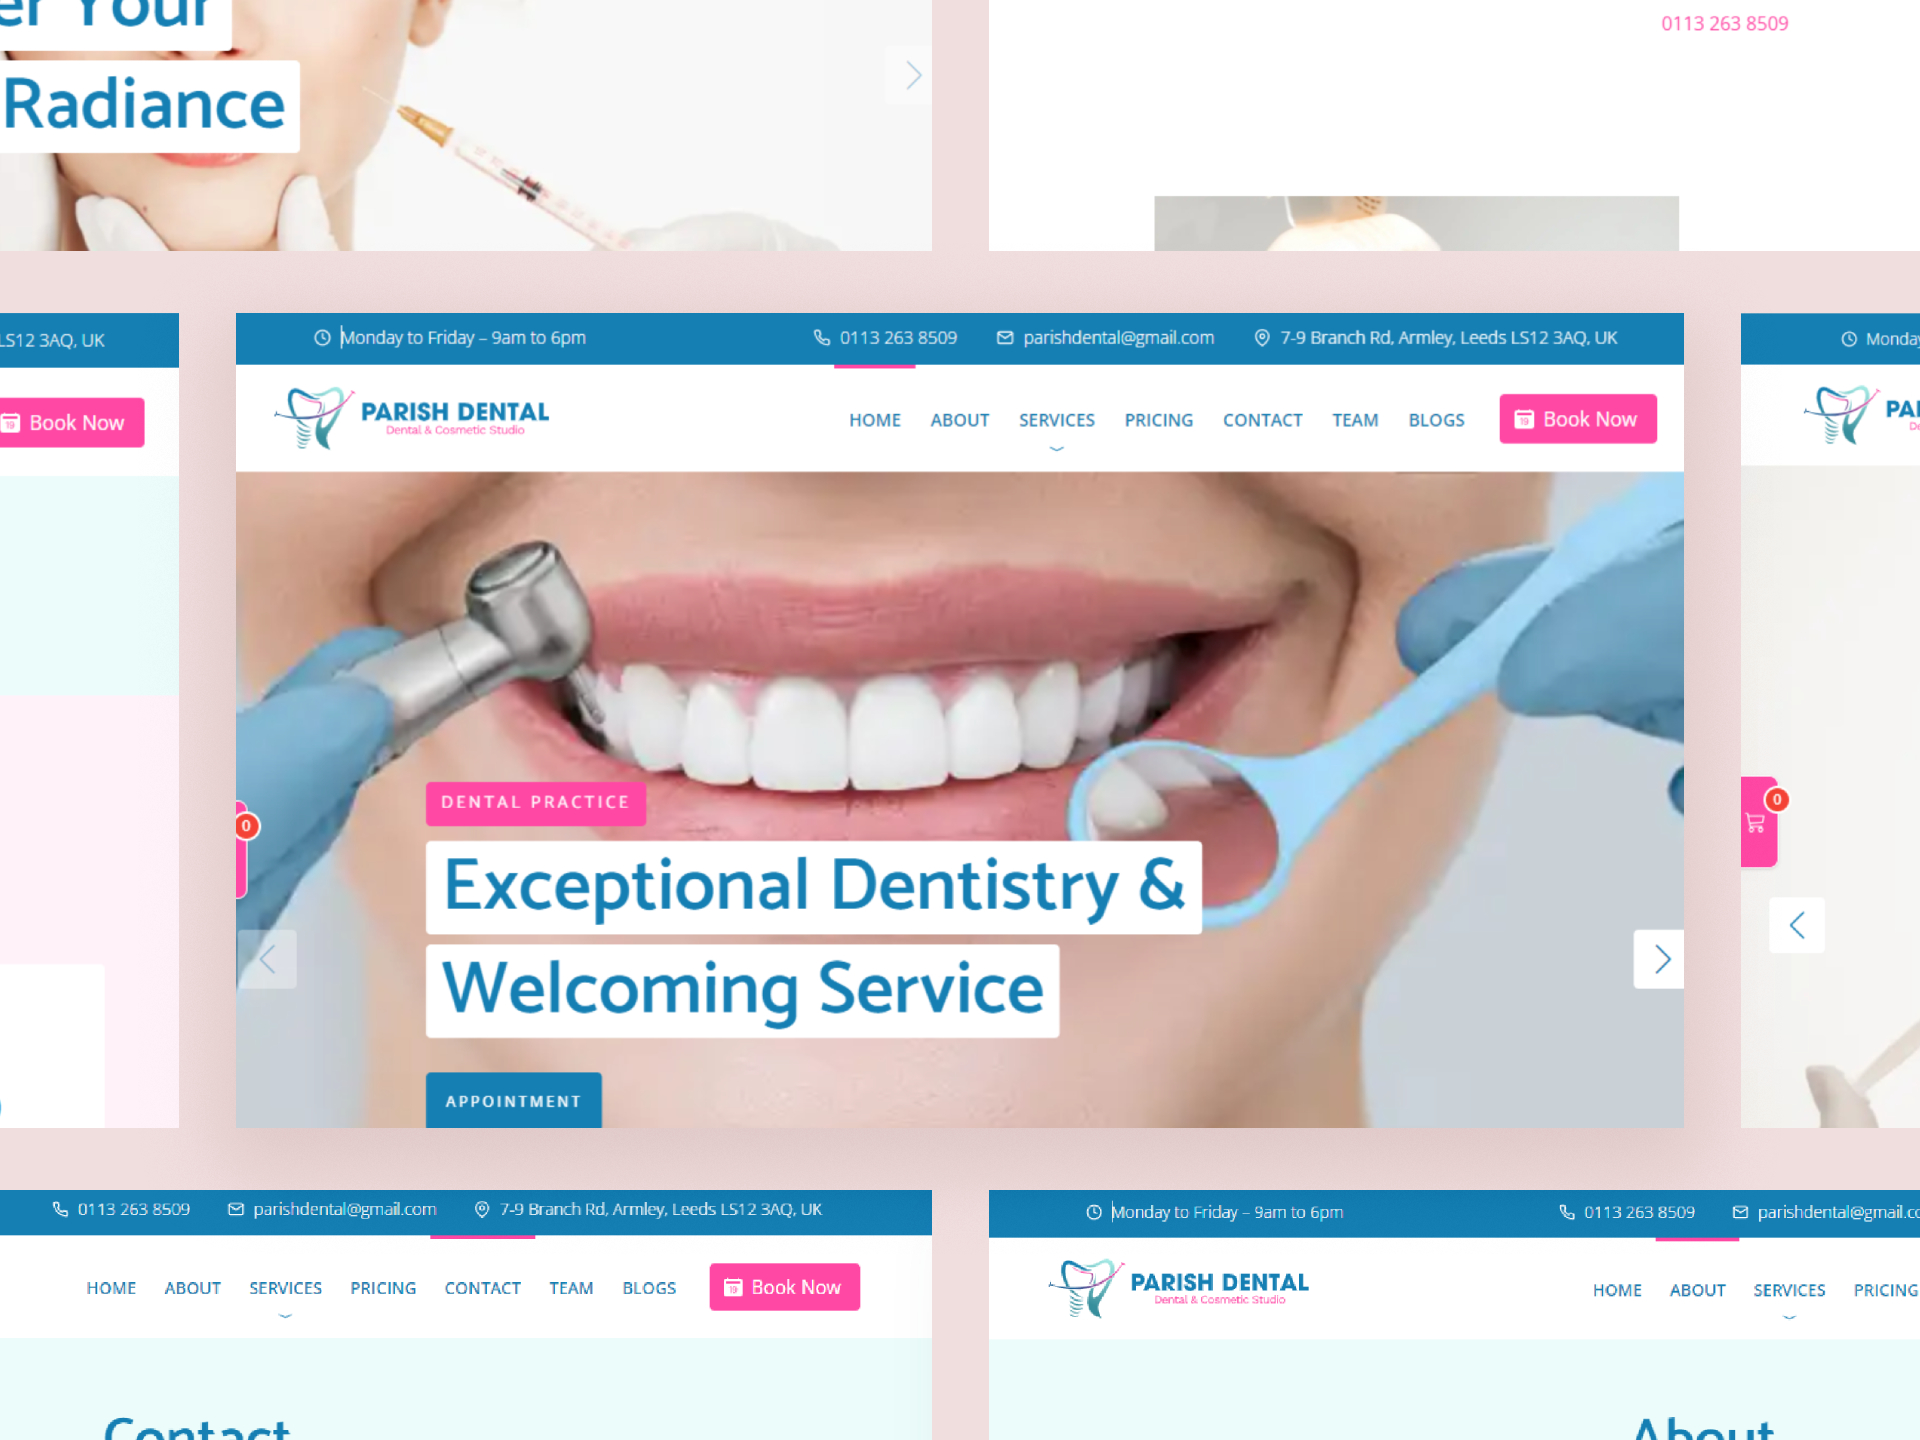 er Your
Radiance
0113 263 8509
LS12 3AQ, UK
Book Now
Monday to Friday – 9am to 6pm
0113 263 8509
parishdental@gmail.com
7-9 Branch Rd, Armley, Leeds LS12 3AQ, UK
PARISH DENTAL
Dental & Cosmetic Studio
HOME
ABOUT
SERVICES
PRICING
CONTACT
TEAM
BLOGS
19
Book Now
DENTAL PRACTICE
Exceptional Dentistry &
Welcoming Service
APPOINTMENT
0
Monday
PA
De
0
0113 263 8509
parishdental@gmail.com
7-9 Branch Rd, Armley, Leeds LS12 3AQ, UK
HOME
ABOUT
SERVICES
PRICING
CONTACT
TEAM
BLOGS
Book Now
Contact
Monday to Friday – 9am to 6pm
0113 263 8509
parishdental@gmail.co
PARISH DENTAL
Dental & Cosmetic Studio
HOME
ABOUT
SERVICES
PRICING
About